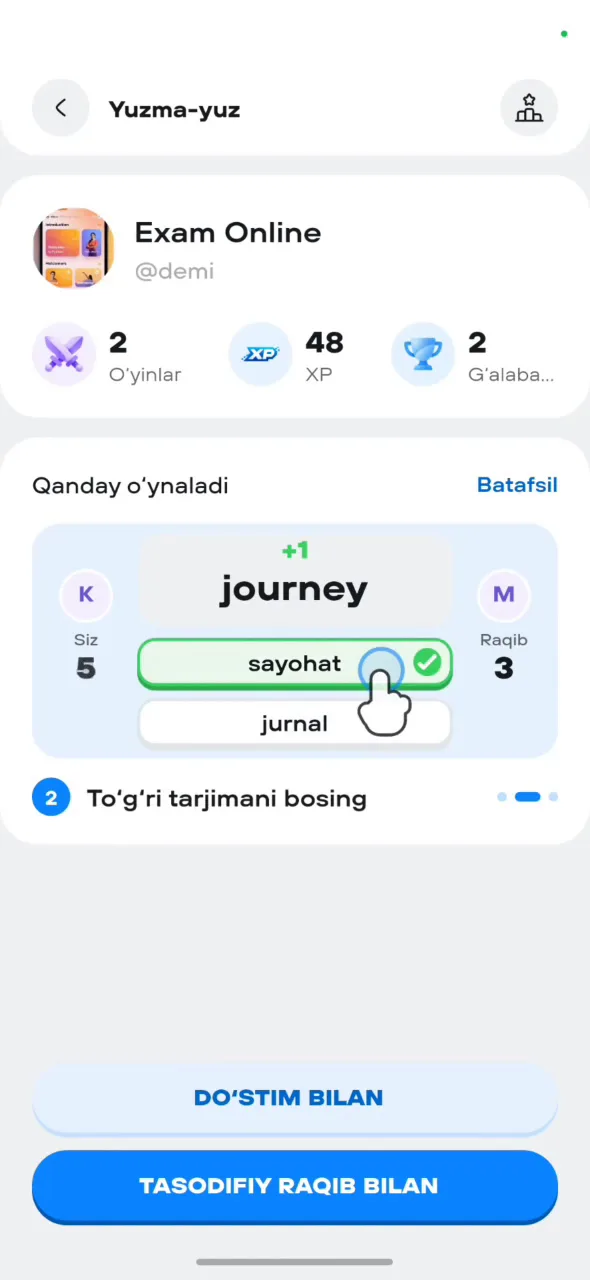 Yuzma-yuz
Exam Online
@demi
2
O‘yinlar
XP
48
XP
2
G‘alaba...
Qanday o‘ynaladi
Batafsil
+1
journey
K
Siz
5
M
Raqib
3
sayohat
jurnal
2
To‘g‘ri tarjimani bosing
DO‘STIM BILAN
TASODIFIY RAQIB BILAN